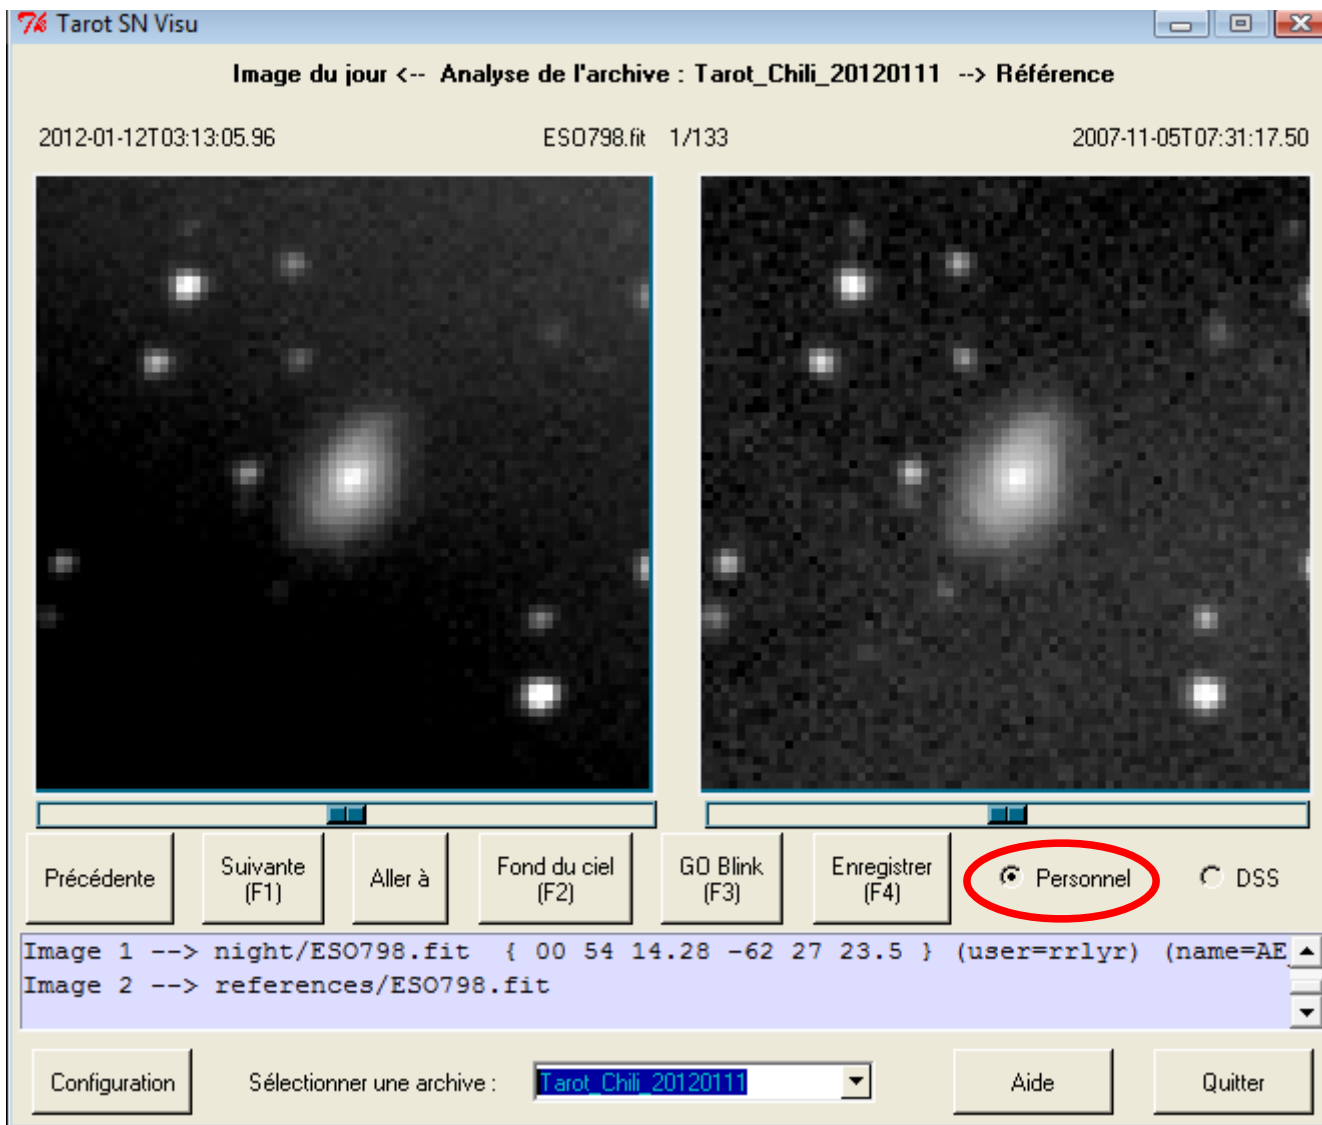 Tarot SN Visu
Image du jour <-- Analyse de l'archive : Tarot_Chili_20120111 --> Référence
2012-01-12T03:13:05.96 ESO798.fit 1/133 2007-11-05T07:31:17.50
Précédente
Suivante
(F1)
Aller à
Fond du ciel
(F2)
GO Blink
(F3)
Enregistrer
(F4)
Personnel
DSS
Image 1 --> night/ESO798.fit { 00 54 14.28 -62 27 23.5 } (user=rrlyr) (name=AE_
Image 2 --> references/ESO798.fit
Configuration
Sélectionner une archive :
Tarot_Chili_20120111
Aide
Quitter